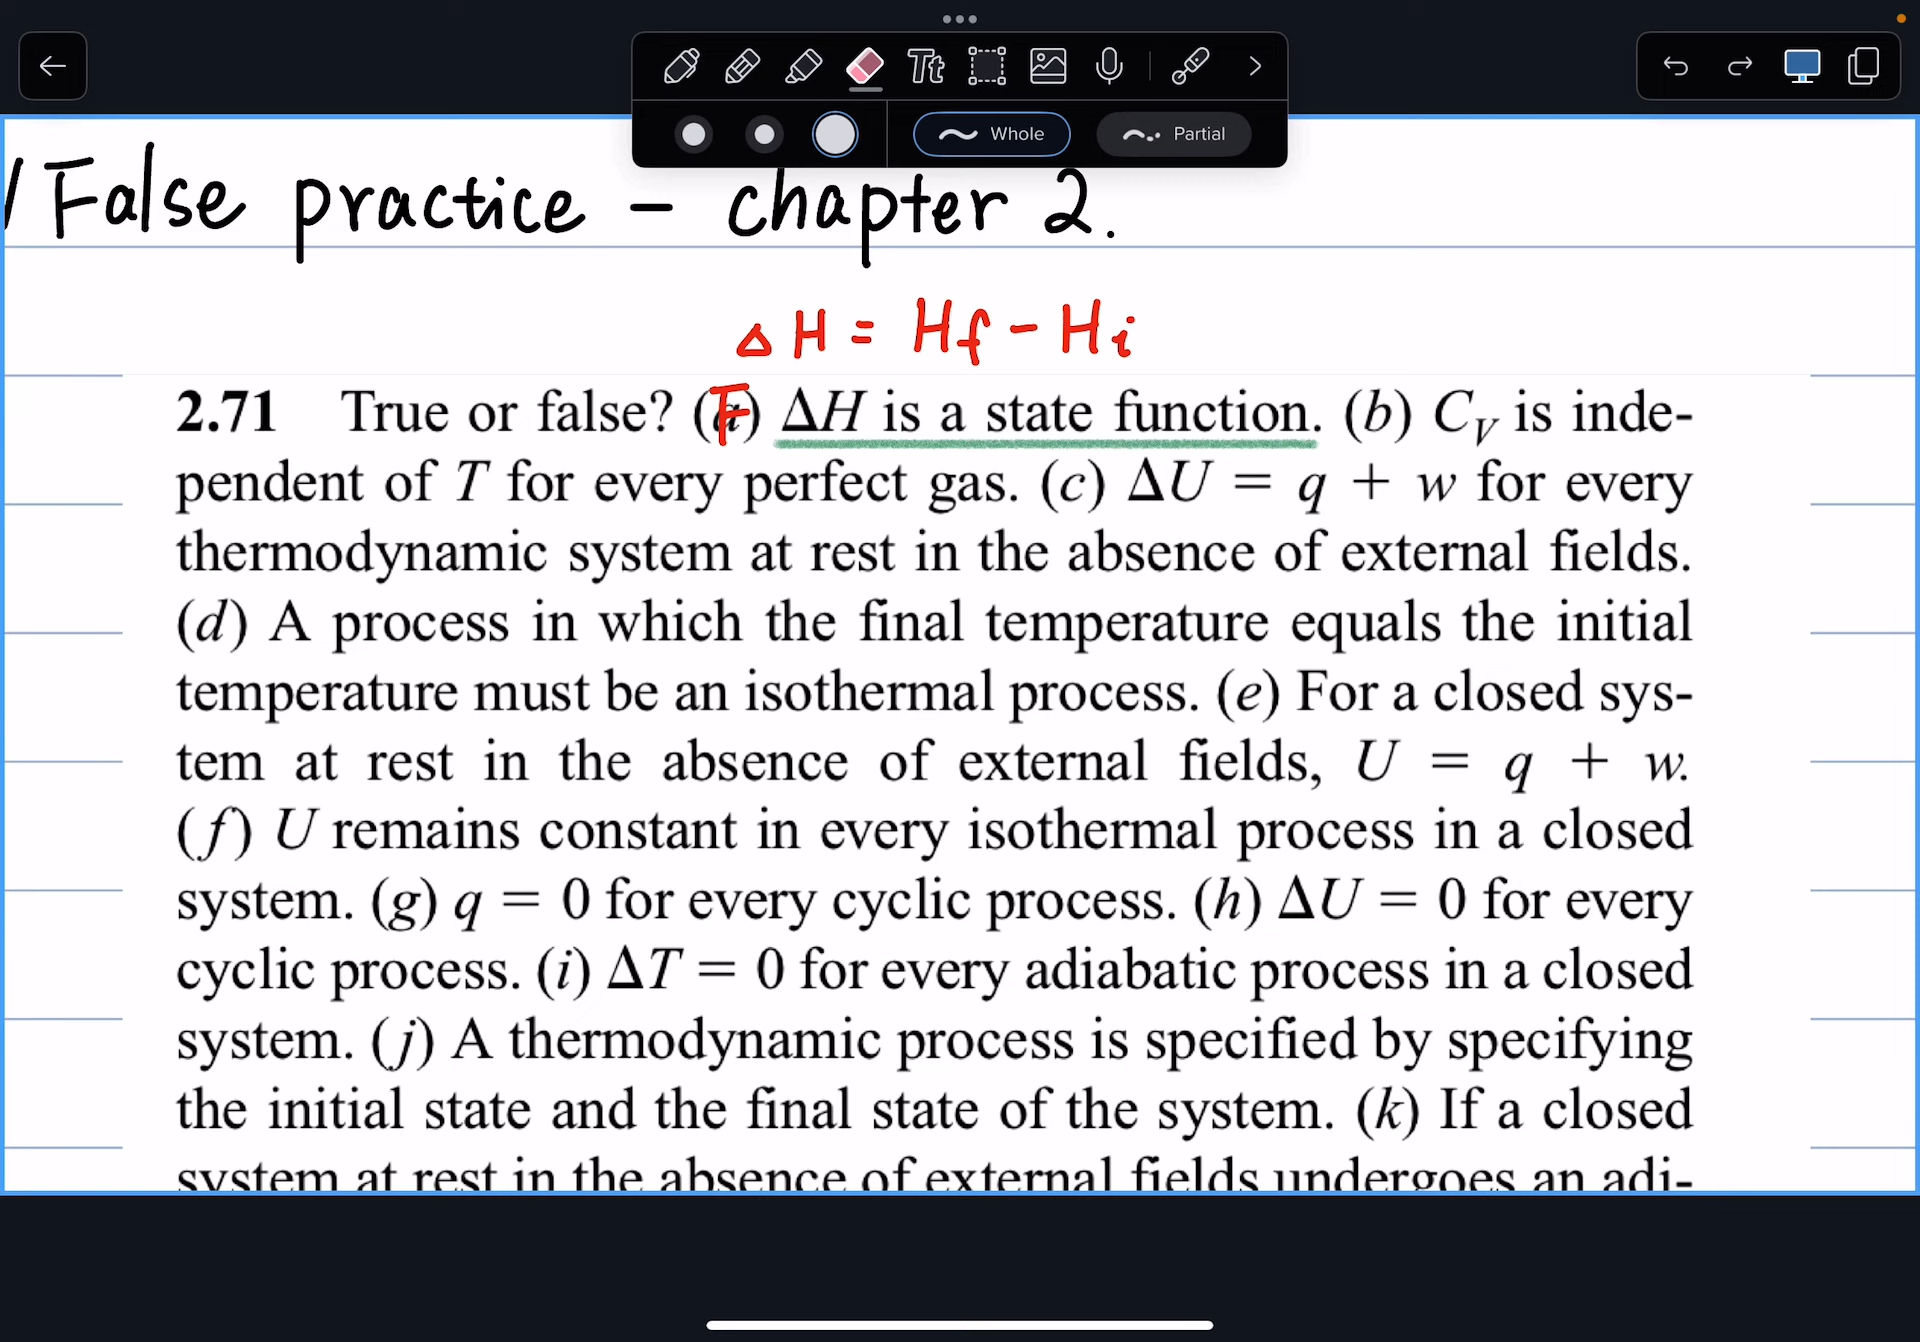 Tt
Whole Partial
/ False practice - chapter 2.
ΔH = Hf - Hi
F
2.71 True or false? (a) ΔH is a state function. (b) C_V is inde-
pendent of T for every perfect gas. (c) ΔU = q + w for every
thermodynamic system at rest in the absence of external fields.
(d) A process in which the final temperature equals the initial
temperature must be an isothermal process. (e) For a closed sys-
tem at rest in the absence of external fields, U = q + w.
(f) U remains constant in every isothermal process in a closed
system. (g) q = 0 for every cyclic process. (h) ΔU = 0 for every
cyclic process. (i) ΔT = 0 for every adiabatic process in a closed
system. (j) A thermodynamic process is specified by specifying
the initial state and the final state of the system. (k) If a closed
system at rest in the absence of external fields undergoes an adi-